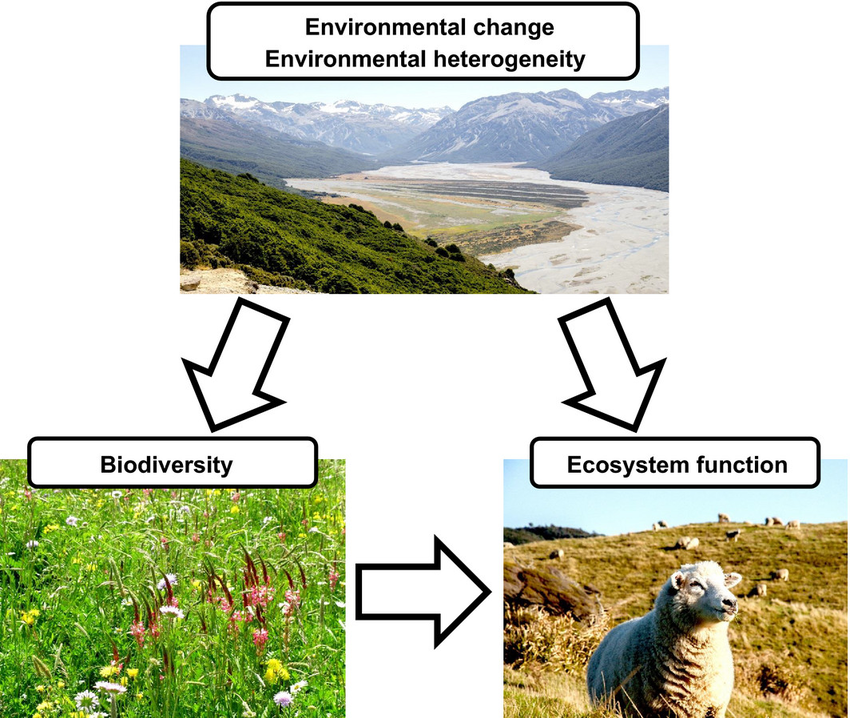 Environmental change
Environmental heterogeneity
Biodiversity
Ecosystem function